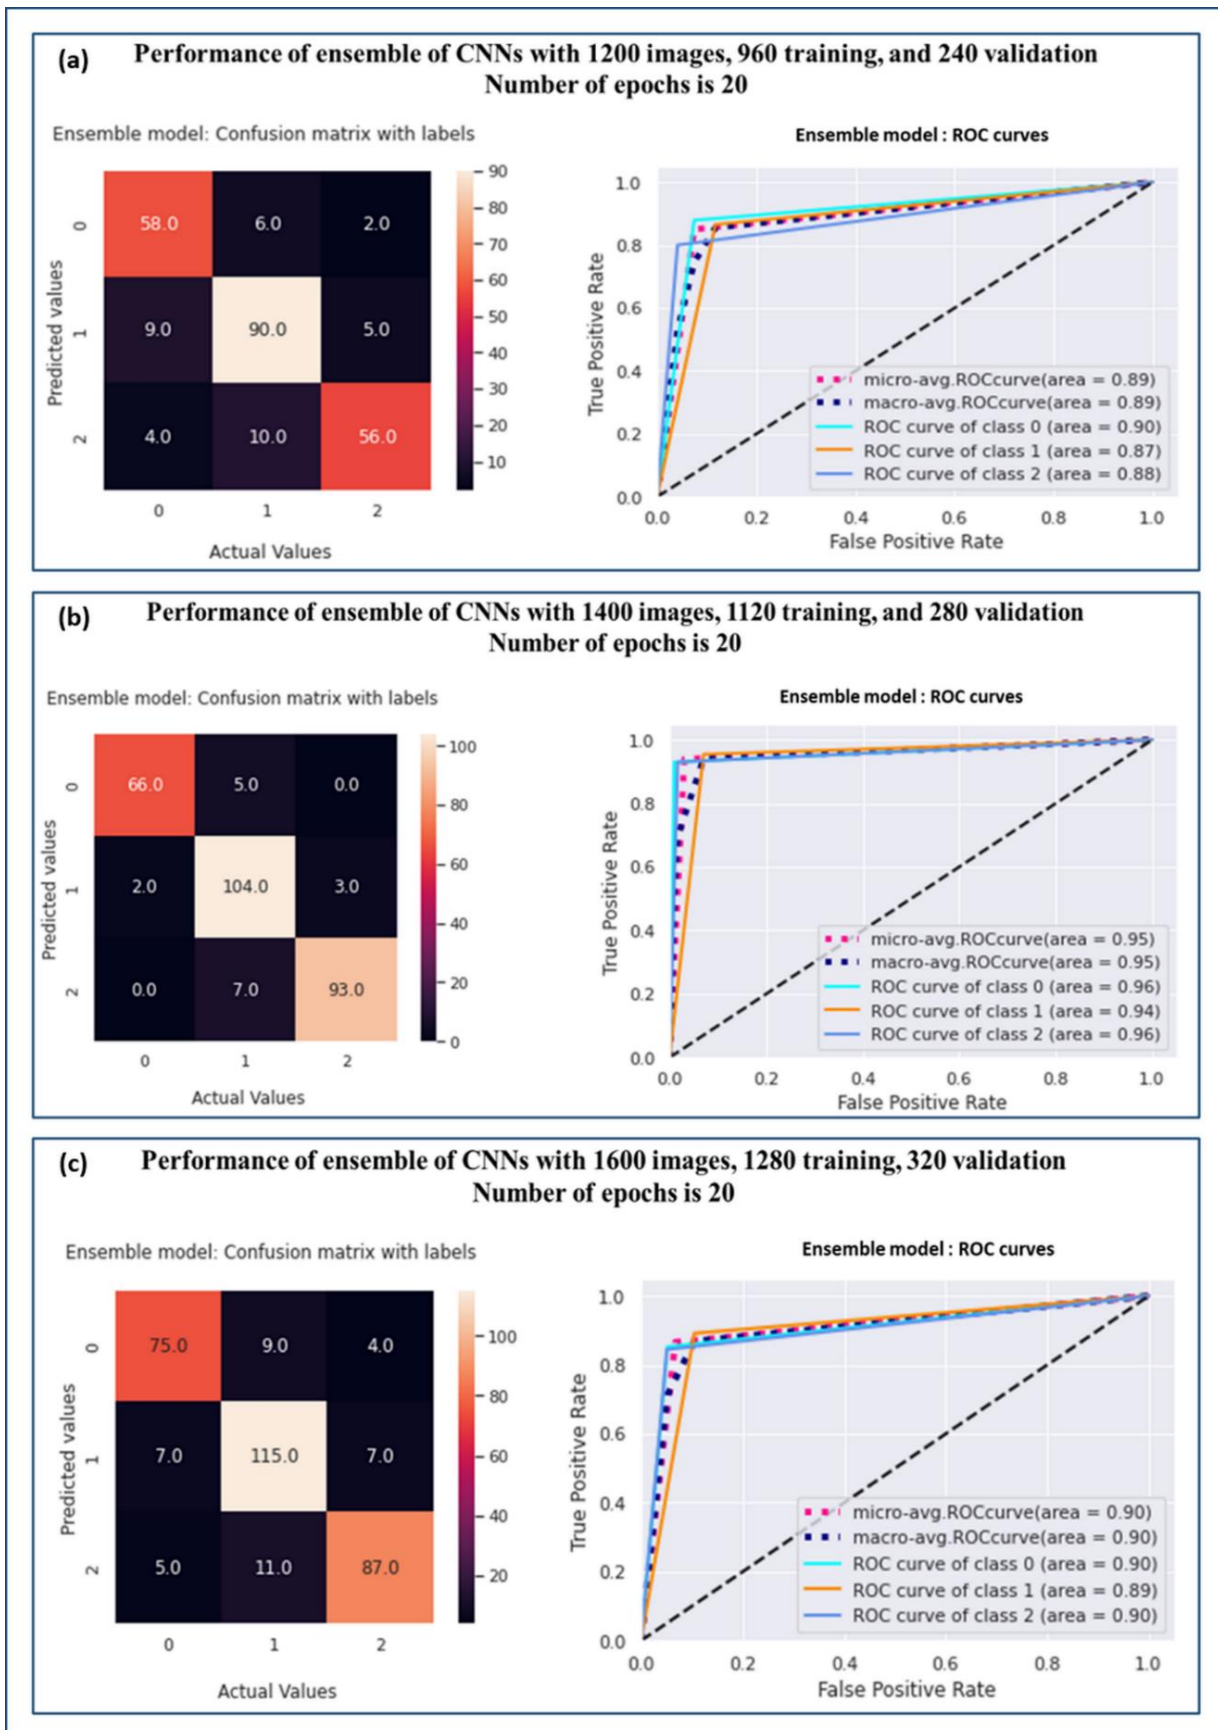 (a) Performance of ensemble of CNNs with 1200 images, 960 training, and 240 validation
Number of epochs is 20
Ensemble model: Confusion matrix with labels
Predicted values
0
1
2
58.0 6.0 2.0
9.0 90.0 5.0
4.0 10.0 56.0
0 1 2
Actual Values
90
80
70
60
50
40
30
20
10
Ensemble model : ROC curves
True Positive Rate
1.0
0.8
0.6
0.4
0.2
0.0
micro-avg.ROCcurve(area = 0.89)
macro-avg.ROCcurve(area = 0.89)
ROC curve of class 0 (area = 0.90)
ROC curve of class 1 (area = 0.87)
ROC curve of class 2 (area = 0.88)
0.0 0.2 0.4 0.6 0.8 1.0
False Positive Rate
(b) Performance of ensemble of CNNs with 1400 images, 1120 training, and 280 validation
Number of epochs is 20
Ensemble model: Confusion matrix with labels
Predicted values
0
1
2
66.0 5.0 0.0
2.0 104.0 3.0
0.0 7.0 93.0
0 1 2
Actual Values
100
80
60
40
20
0
Ensemble model : ROC curves
True Positive Rate
1.0
0.8
0.6
0.4
0.2
0.0
micro-avg.ROCcurve(area = 0.95)
macro-avg.ROCcurve(area = 0.95)
ROC curve of class 0 (area = 0.96)
ROC curve of class 1 (area = 0.94)
ROC curve of class 2 (area = 0.96)
0.0 0.2 0.4 0.6 0.8 1.0
False Positive Rate
(c) Performance of ensemble of CNNs with 1600 images, 1280 training, 320 validation
Number of epochs is 20
Ensemble model: Confusion matrix with labels
Predicted values
0
1
2
75.0 9.0 4.0
7.0 115.0 7.0
5.0 11.0 87.0
0 1 2
Actual Values
100
80
60
40
20
Ensemble model : ROC curves
True Positive Rate
1.0
0.8
0.6
0.4
0.2
0.0
micro-avg.ROCcurve(area = 0.90)
macro-avg.ROCcurve(area = 0.90)
ROC curve of class 0 (area = 0.90)
ROC curve of class 1 (area = 0.89)
ROC curve of class 2 (area = 0.90)
0.0 0.2 0.4 0.6 0.8 1.0
False Positive Rate